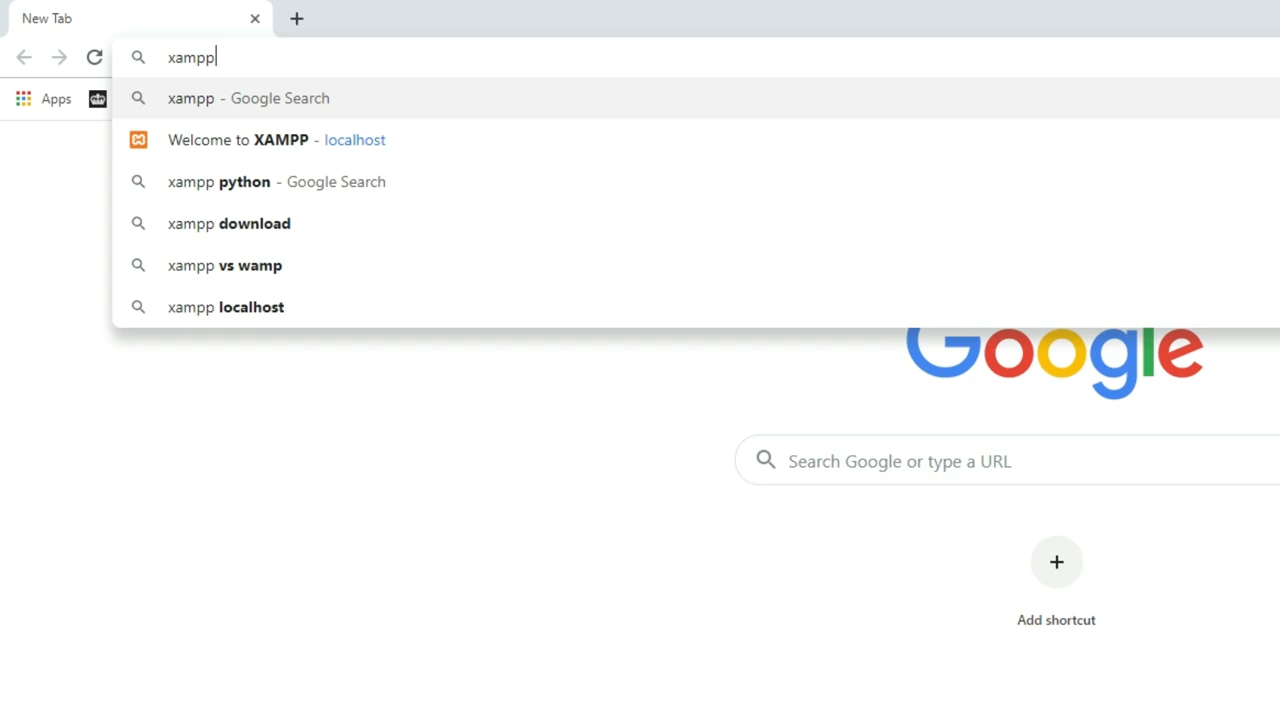 New Tab
xampp
Apps
xampp - Google Search
Welcome to XAMPP - localhost
xampp python - Google Search
xampp download
xampp vs wamp
xampp localhost
Google
Search Google or type a URL
Add shortcut